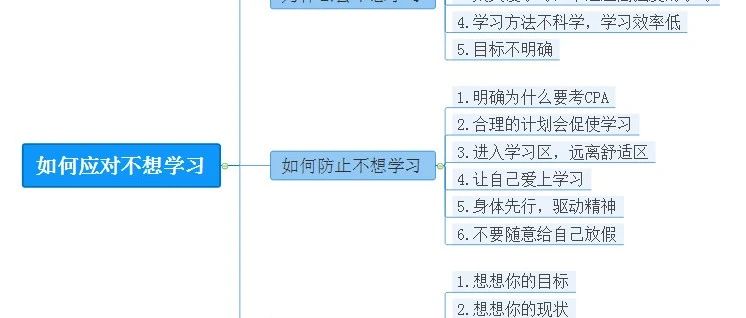 4.学习方法不科学，学习效率低
5.目标不明确
如何应对不想学习
如何防止不想学习
1.明确为什么要考CPA
2.合理的计划会促使学习
3.进入学习区，远离舒适区
4.让自己爱上学习
5.身体先行，驱动精神
6.不要随意给自己放假
1.想想你的目标
2.想想你的现状